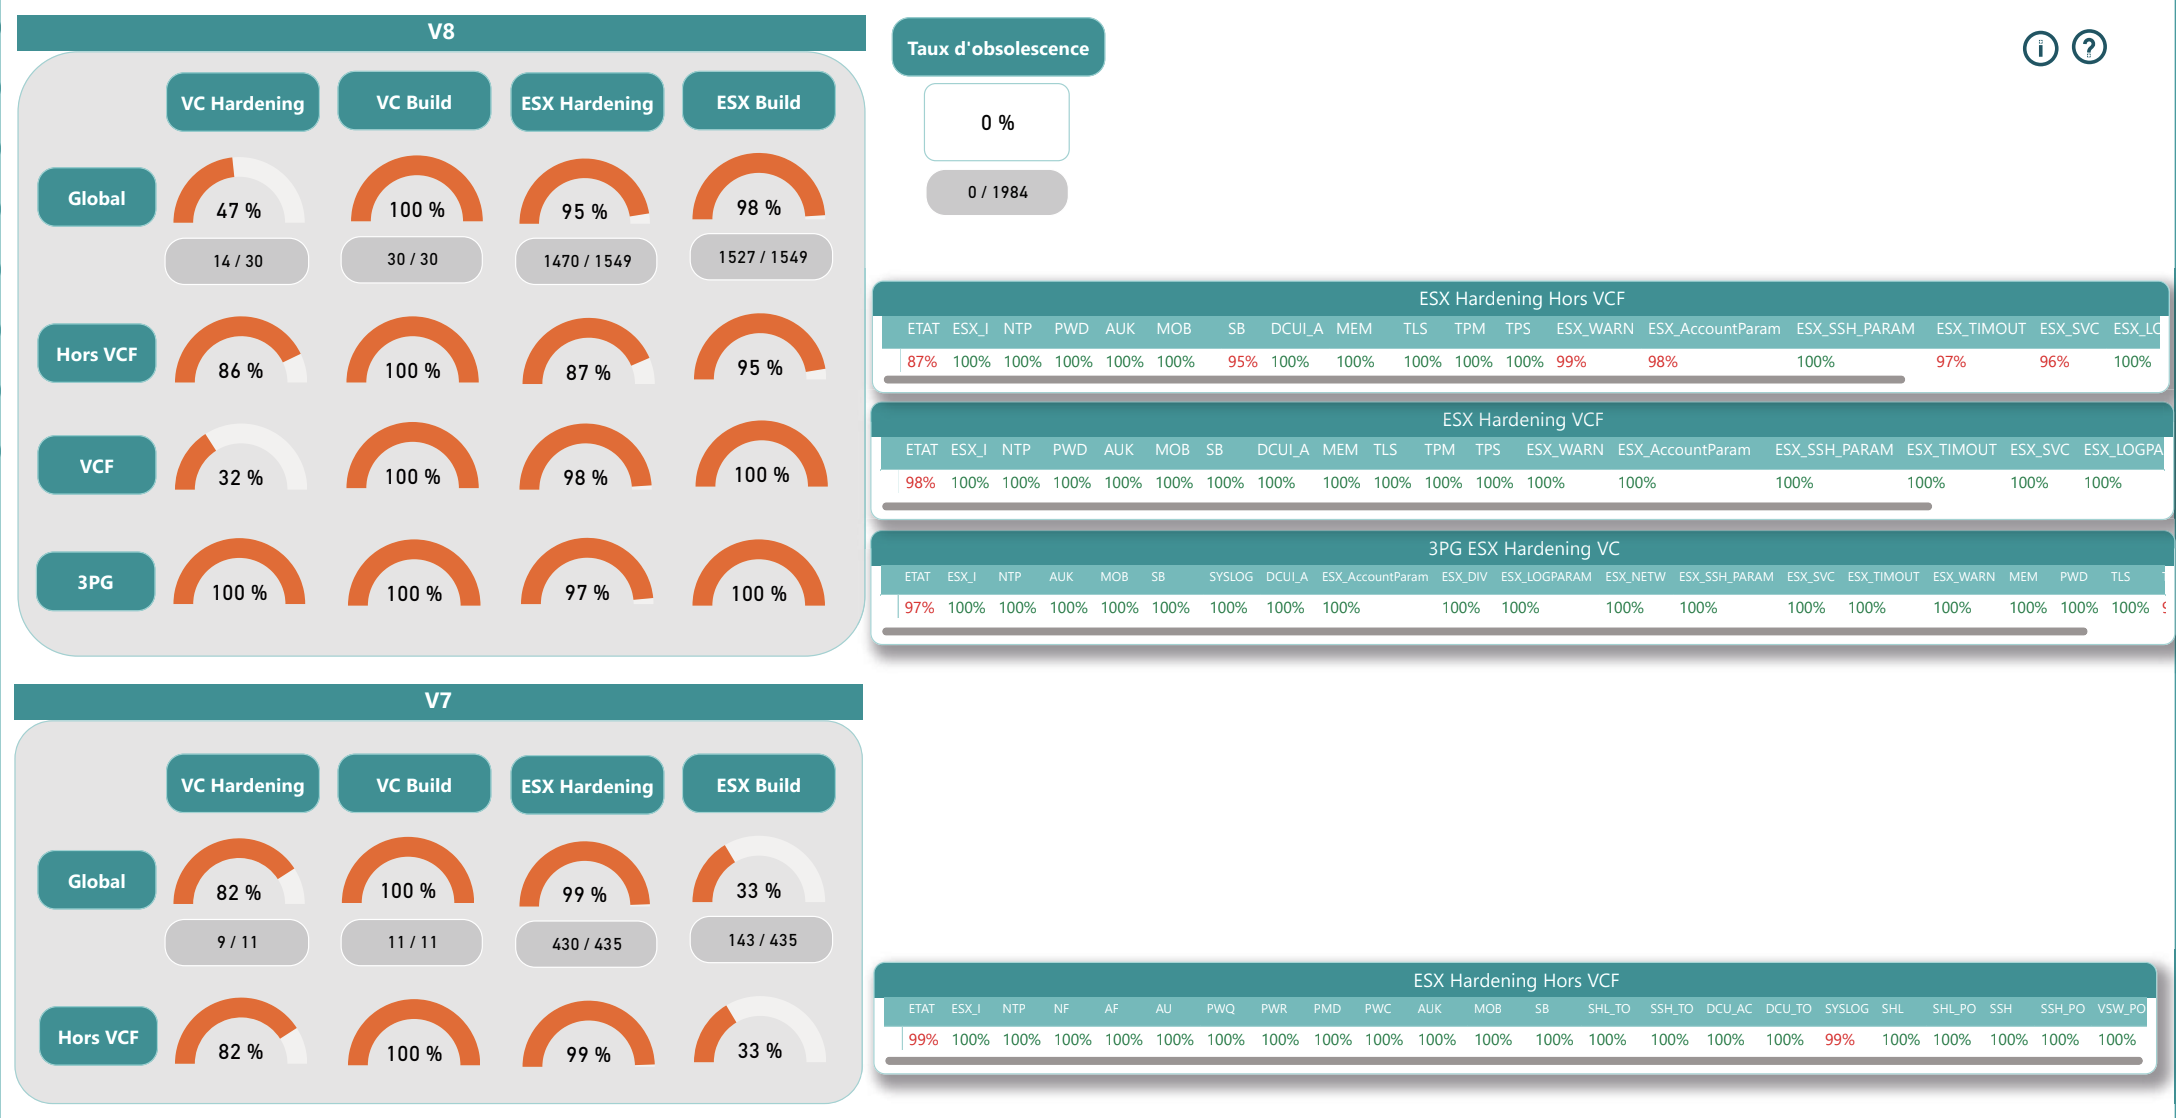 V8
VC Hardening VC Build ESX Hardening ESX Build
Global 47 % 100 % 95 % 98 %
14 / 30 30 / 30 1470 / 1549 1527 / 1549
Hors VCF 86 % 100 % 87 % 95 %
VCF 32 % 100 % 98 % 100 %
3PG 100 % 100 % 97 % 100 %
Taux d'obsolescence
0 %
0 / 1984
i ?
ESX Hardening Hors VCF
ETAT ESX_I NTP PWD AUK MOB SB DCUI_A MEM TLS TPM TPS ESX_WARN ESX_AccountParam ESX_SSH_PARAM ESX_TIMOUT ESX_SVC ESX_LC
87% 100% 100% 100% 100% 100% 95% 100% 100% 100% 100% 100% 99% 98% 100% 97% 96% 100%
ESX Hardening VCF
ETAT ESX_I NTP PWD AUK MOB SB DCUI_A MEM TLS TPM TPS ESX_WARN ESX_AccountParam ESX_SSH_PARAM ESX_TIMOUT ESX_SVC ESX_LOGPA
98% 100% 100% 100% 100% 100% 100% 100% 100% 100% 100% 100% 100% 100% 100% 100% 100% 100%
3PG ESX Hardening VC
ETAT ESX_I NTP AUK MOB SB SYSLOG DCUI_A ESX_AccountParam ESX_DIV ESX_LOGPARAM ESX_NETW ESX_SSH_PARAM ESX_SVC ESX_TIMOUT ESX_WARN MEM PWD TLS
97% 100% 100% 100% 100% 100% 100% 100% 100% 100% 100% 100% 100% 100% 100% 100% 100% 100% 100%
V7
VC Hardening VC Build ESX Hardening ESX Build
Global 82 % 100 % 99 % 33 %
9 / 11 11 / 11 430 / 435 143 / 435
Hors VCF 82 % 100 % 99 % 33 %
ESX Hardening Hors VCF
ETAT ESX_I NTP NF AF AU PWQ PWR PMD PWC AUK MOB SB SHL_TO SSH_TO DCU_AC DCU_TO SYSLOG SHL SHL_PO SSH SSH_PO VSW_PO
99% 100% 100% 100% 100% 100% 100% 100% 100% 100% 100% 100% 100% 100% 100% 100% 100% 99% 100% 100% 100% 100% 100%